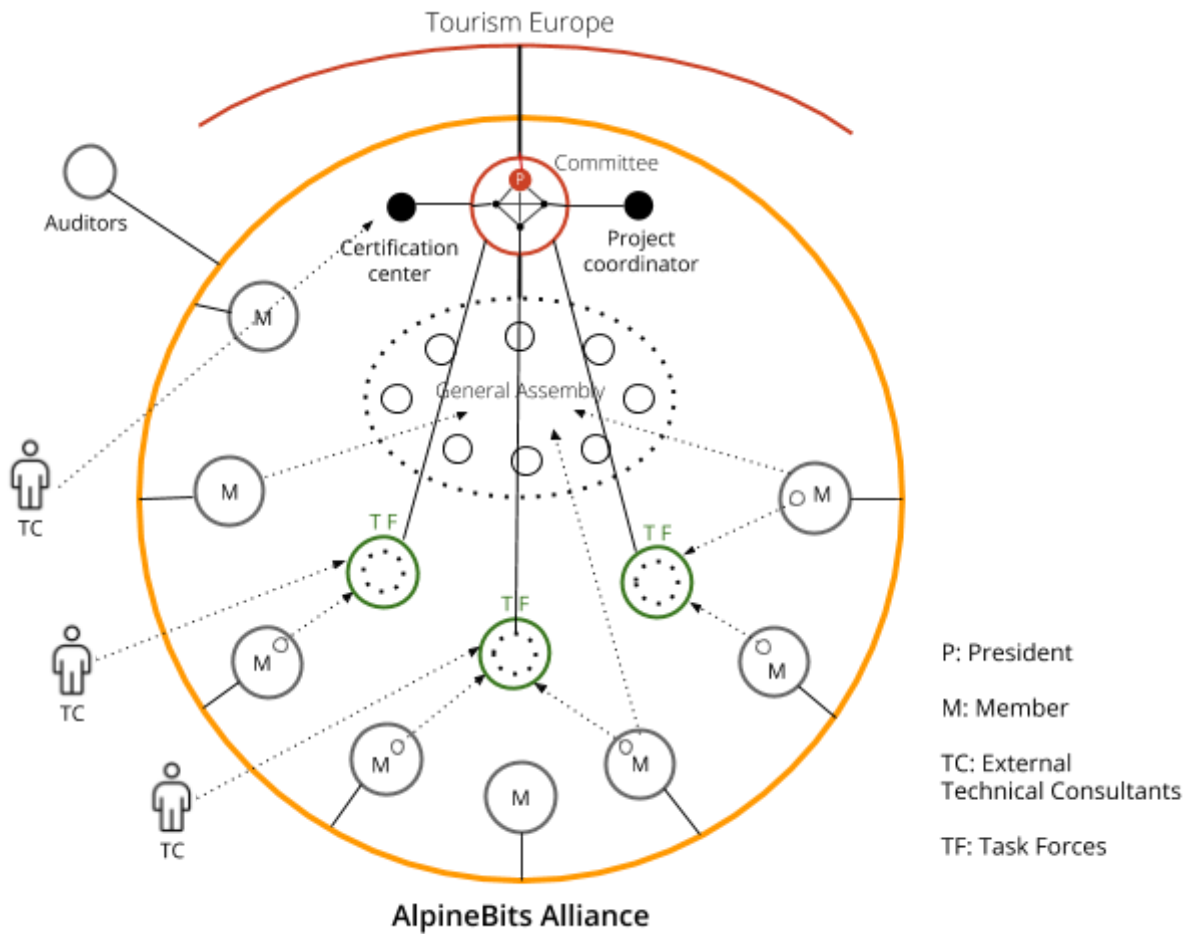 Tourism Europe
Committee
P
Auditors
Certification
center
Project
coordinator
M
General Assembly
M
M
TC
T F
T F
T F
M
M
TC
M
M
M
TC
P: President
M: Member
TC: External
Technical Consultants
TF: Task Forces
AlpineBits Alliance